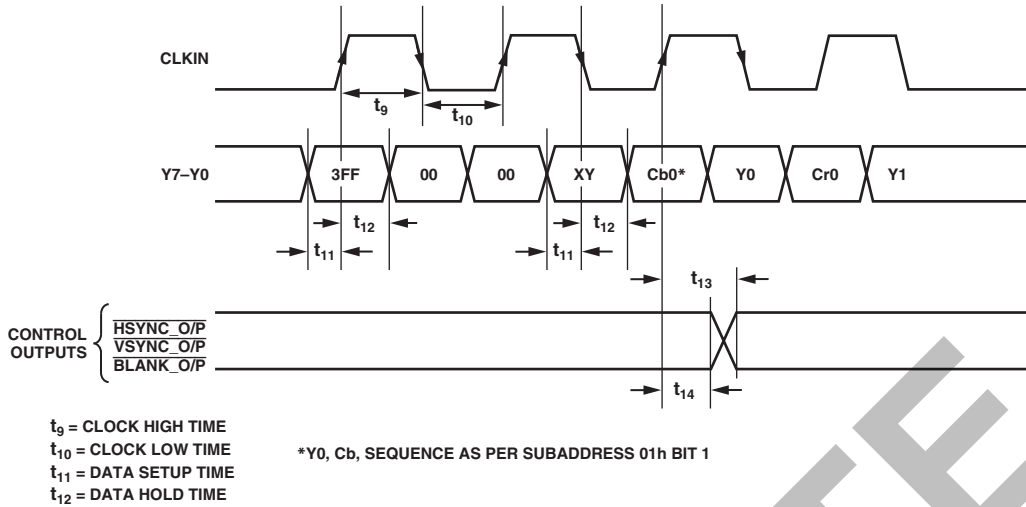 CLKIN
t9
t10
Y7–Y0
3FF
00
00
XY
Cb0*
Y0
Cr0
Y1
t12
t11
t12
t11
t13
CONTROL
OUTPUTS
HSYNC_O/P
VSYNC_O/P
BLANK_O/P
t14
t9 = CLOCK HIGH TIME
t10 = CLOCK LOW TIME
t11 = DATA SETUP TIME
t12 = DATA HOLD TIME
*Y0, Cb, SEQUENCE AS PER SUBADDRESS 01h BIT 1